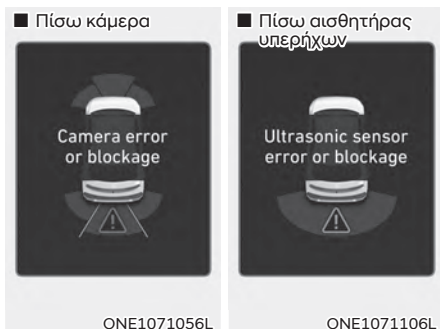 ■ Πίσω κάμερα
Camera error
or blockage
ONE1071056L
■ Πίσω αισθητήρας
υπερήχων
Ultrasonic sensor
error or blockage
ONE1071106L